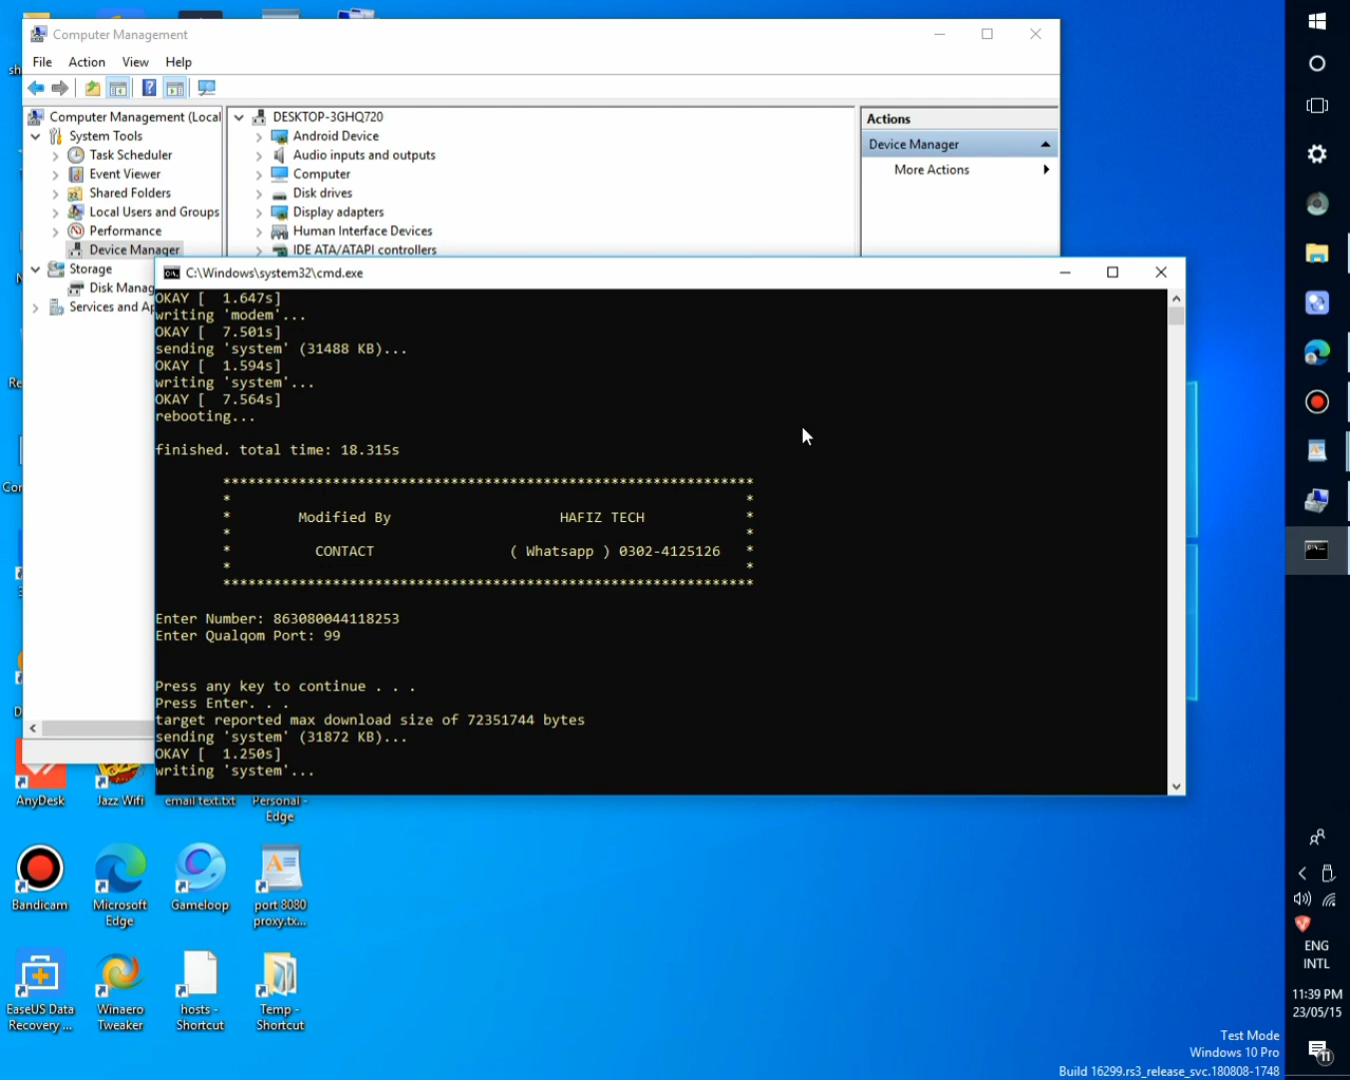 Computer Management
File Action View Help
Computer Management (Local
System Tools
Task Scheduler
Event Viewer
Shared Folders
Local Users and Groups
Performance
Device Manager
Storage
Disk Manag
Services and Ap
DESKTOP-3GHQ720
Android Device
Audio inputs and outputs
Computer
Disk drives
Display adapters
Human Interface Devices
IDE ATA/ATAPI controllers
Actions
Device Manager
More Actions
C:\Windows\system32\cmd.exe
OKAY [  1.647s]
writing 'modem'...
OKAY [  7.501s]
sending 'system' (31488 KB)...
OKAY [  1.594s]
writing 'system'...
OKAY [  7.564s]
rebooting...
finished. total time: 18.315s
***************************************************************
*                                                             *
* Modified By HAFIZ TECH *
*                                                             *
* CONTACT ( Whatsapp ) 0302-4125126 *
*                                                             *
***************************************************************
Enter Number: 863080044118253
Enter Qualqom Port: 99
Press any key to continue . . .
Press Enter. . .
target reported max download size of 72351744 bytes
sending 'system' (31872 KB)...
OKAY [  1.250s]
writing 'system'...
AnyDesk
Jazz Wifi
email text.txt
Personal -
Edge
Bandicam
Microsoft
Edge
Gameloop
port 8080
proxy.tx...
EaseUS Data
Recovery ...
Winaero
Tweaker
hosts -
Shortcut
Temp -
Shortcut
ENG
INTL
11:39 PM
23/05/15
11
Test Mode
Windows 10 Pro
Build 16299.rs3_release_svc.180808-1748